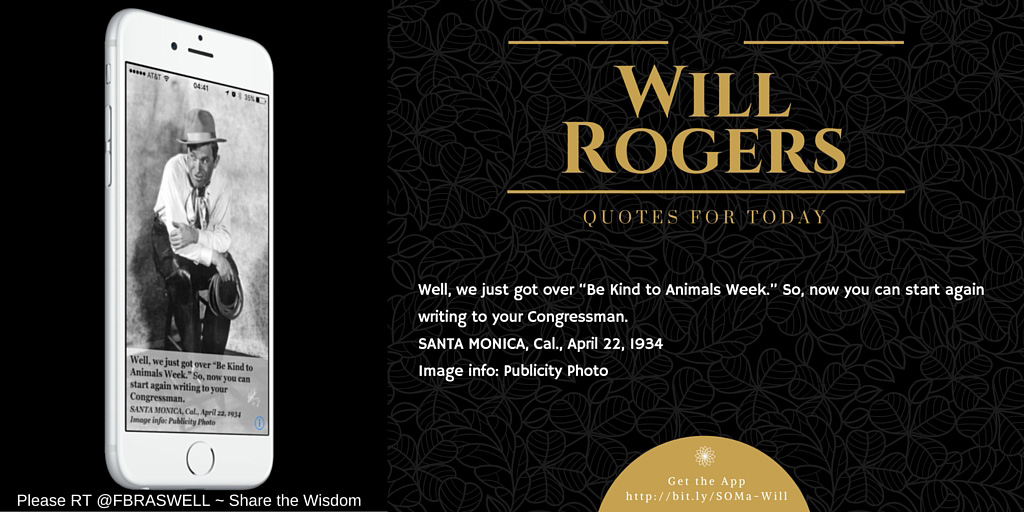 ●●●●● AT&T
04:41
35%
Well, we just got over “Be Kind to
Animals Week.” So, now you can
start again writing to your
Congressman.
SANTA MONICA, Cal., April 22, 1934
Image info: Publicity Photo
Please RT @FBRASWELL ~ Share the Wisdom
WILL
ROGERS
QUOTES FOR TODAY
Well, we just got over “Be Kind to Animals Week.” So, now you can start again
writing to your Congressman.
SANTA MONICA, Cal., April 22, 1934
Image info: Publicity Photo
Get the App
http://bit.ly/SOMa-Will